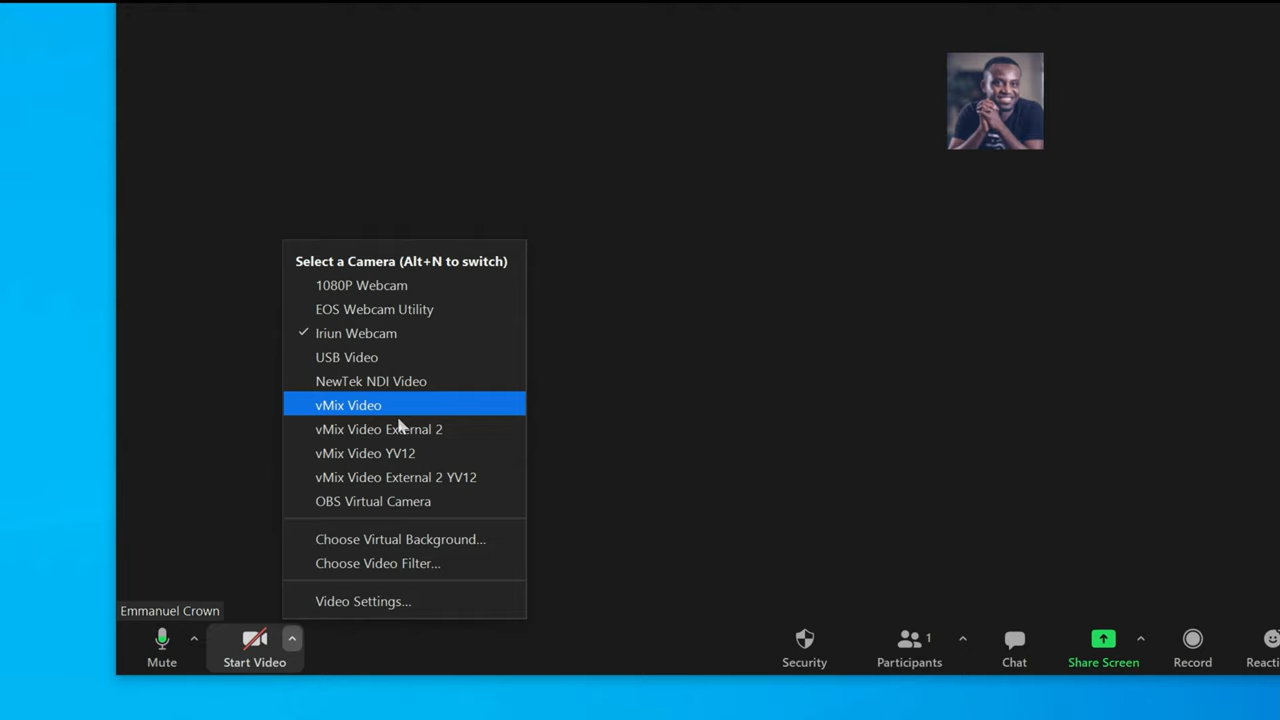 Select a Camera (Alt+N to switch)
1080P Webcam
EOS Webcam Utility
Iriun Webcam
USB Video
NewTek NDI Video
vMix Video
vMix Video External 2
vMix Video YV12
vMix Video External 2 YV12
OBS Virtual Camera
Choose Virtual Background...
Choose Video Filter...
Video Settings...
Emmanuel Crown
1
Mute
Start Video
Security
Participants
Chat
Share Screen
Record
Reacti